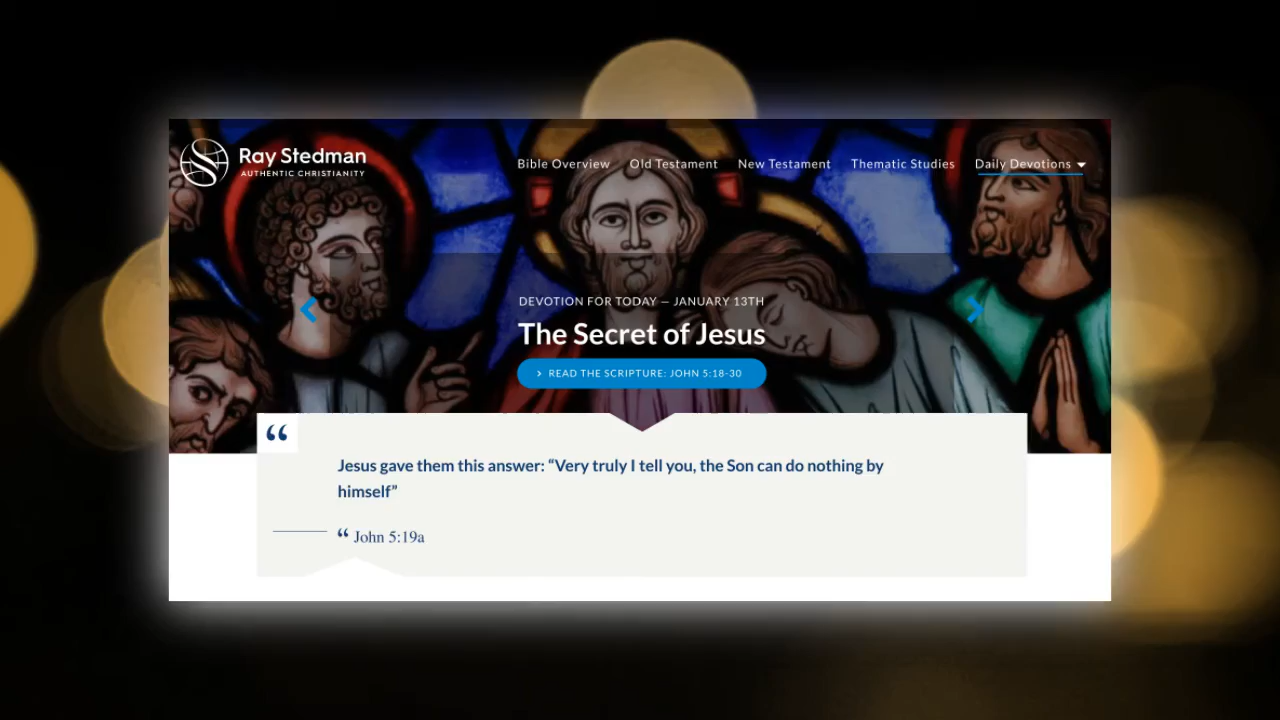 Ray Stedman
AUTHENTIC CHRISTIANITY
Bible Overview Old Testament New Testament Thematic Studies Daily Devotions
DEVOTION FOR TODAY — JANUARY 13TH
The Secret of Jesus
READ THE SCRIPTURE: JOHN 5:18-30
“
Jesus gave them this answer: “Very truly I tell you, the Son can do nothing by
himself”
“ John 5:19a